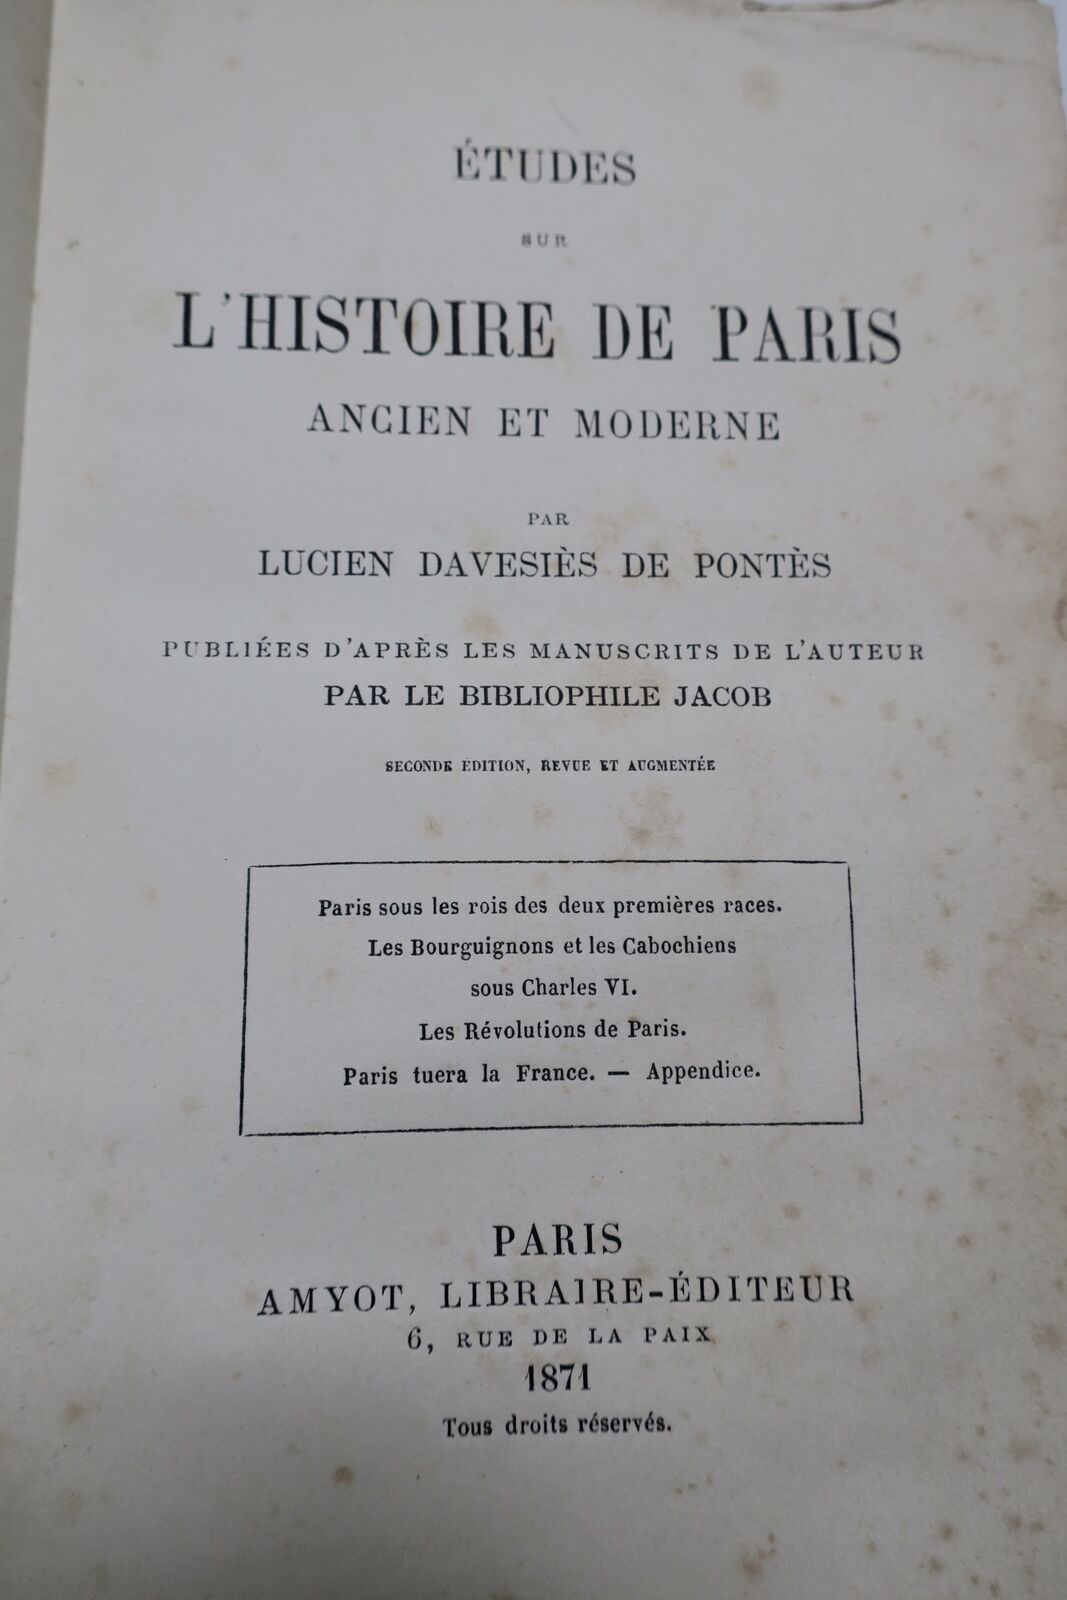 ÉTUDES
SUR
L'HISTOIRE DE PARIS
ANCIEN ET MODERNE
PAR
LUCIEN DAVESIÈS DE PONTÈS
PUBLIÉES D'APRÈS LES MANUSCRITS DE L'AUTEUR
PAR LE BIBLIOPHILE JACOB
SECONDE ÉDITION, REVUE ET AUGMENTÉE
Paris sous les rois des deux premières races.
Les Bourguignons et les Cabochiens
sous Charles VI.
Les Révolutions de Paris.
Paris tuera la France. — Appendice.
PARIS
AMYOT, LIBRAIRE-ÉDITEUR
6, RUE DE LA PAIX
1871
Tous droits réservés.